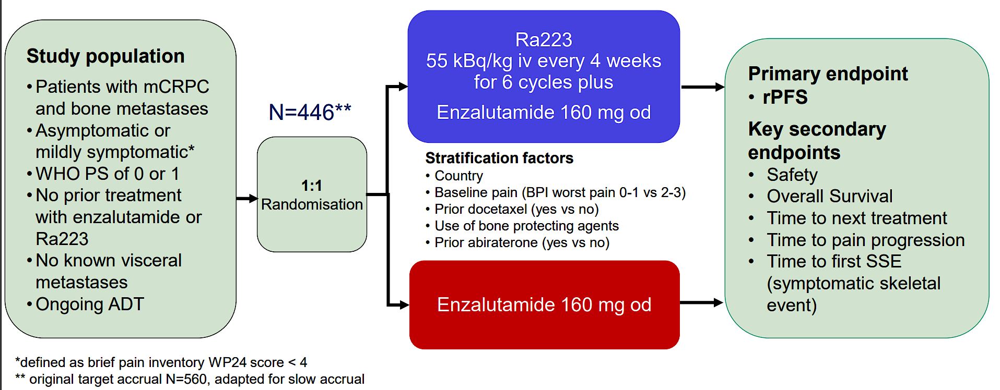 Study population
• Patients with mCRPC
and bone metastases
• Asymptomatic or
mildly symptomatic*
• WHO PS of 0 or 1
• No prior treatment
with enzalutamide or
Ra223
• No known visceral
metastases
• Ongoing ADT
N=446**
1:1
Randomisation
Ra223
55 kBq/kg iv every 4 weeks
for 6 cycles plus
Enzalutamide 160 mg od
Stratification factors
• Country
• Baseline pain (BPI worst pain 0-1 vs 2-3)
• Prior docetaxel (yes vs no)
• Use of bone protecting agents
• Prior abiraterone (yes vs no)
Enzalutamide 160 mg od
Primary endpoint
• rPFS
Key secondary
endpoints
• Safety
• Overall Survival
• Time to next treatment
• Time to pain progression
• Time to first SSE
(symptomatic skeletal
event)
*defined as brief pain inventory WP24 score < 4
** original target accrual N=560, adapted for slow accrual